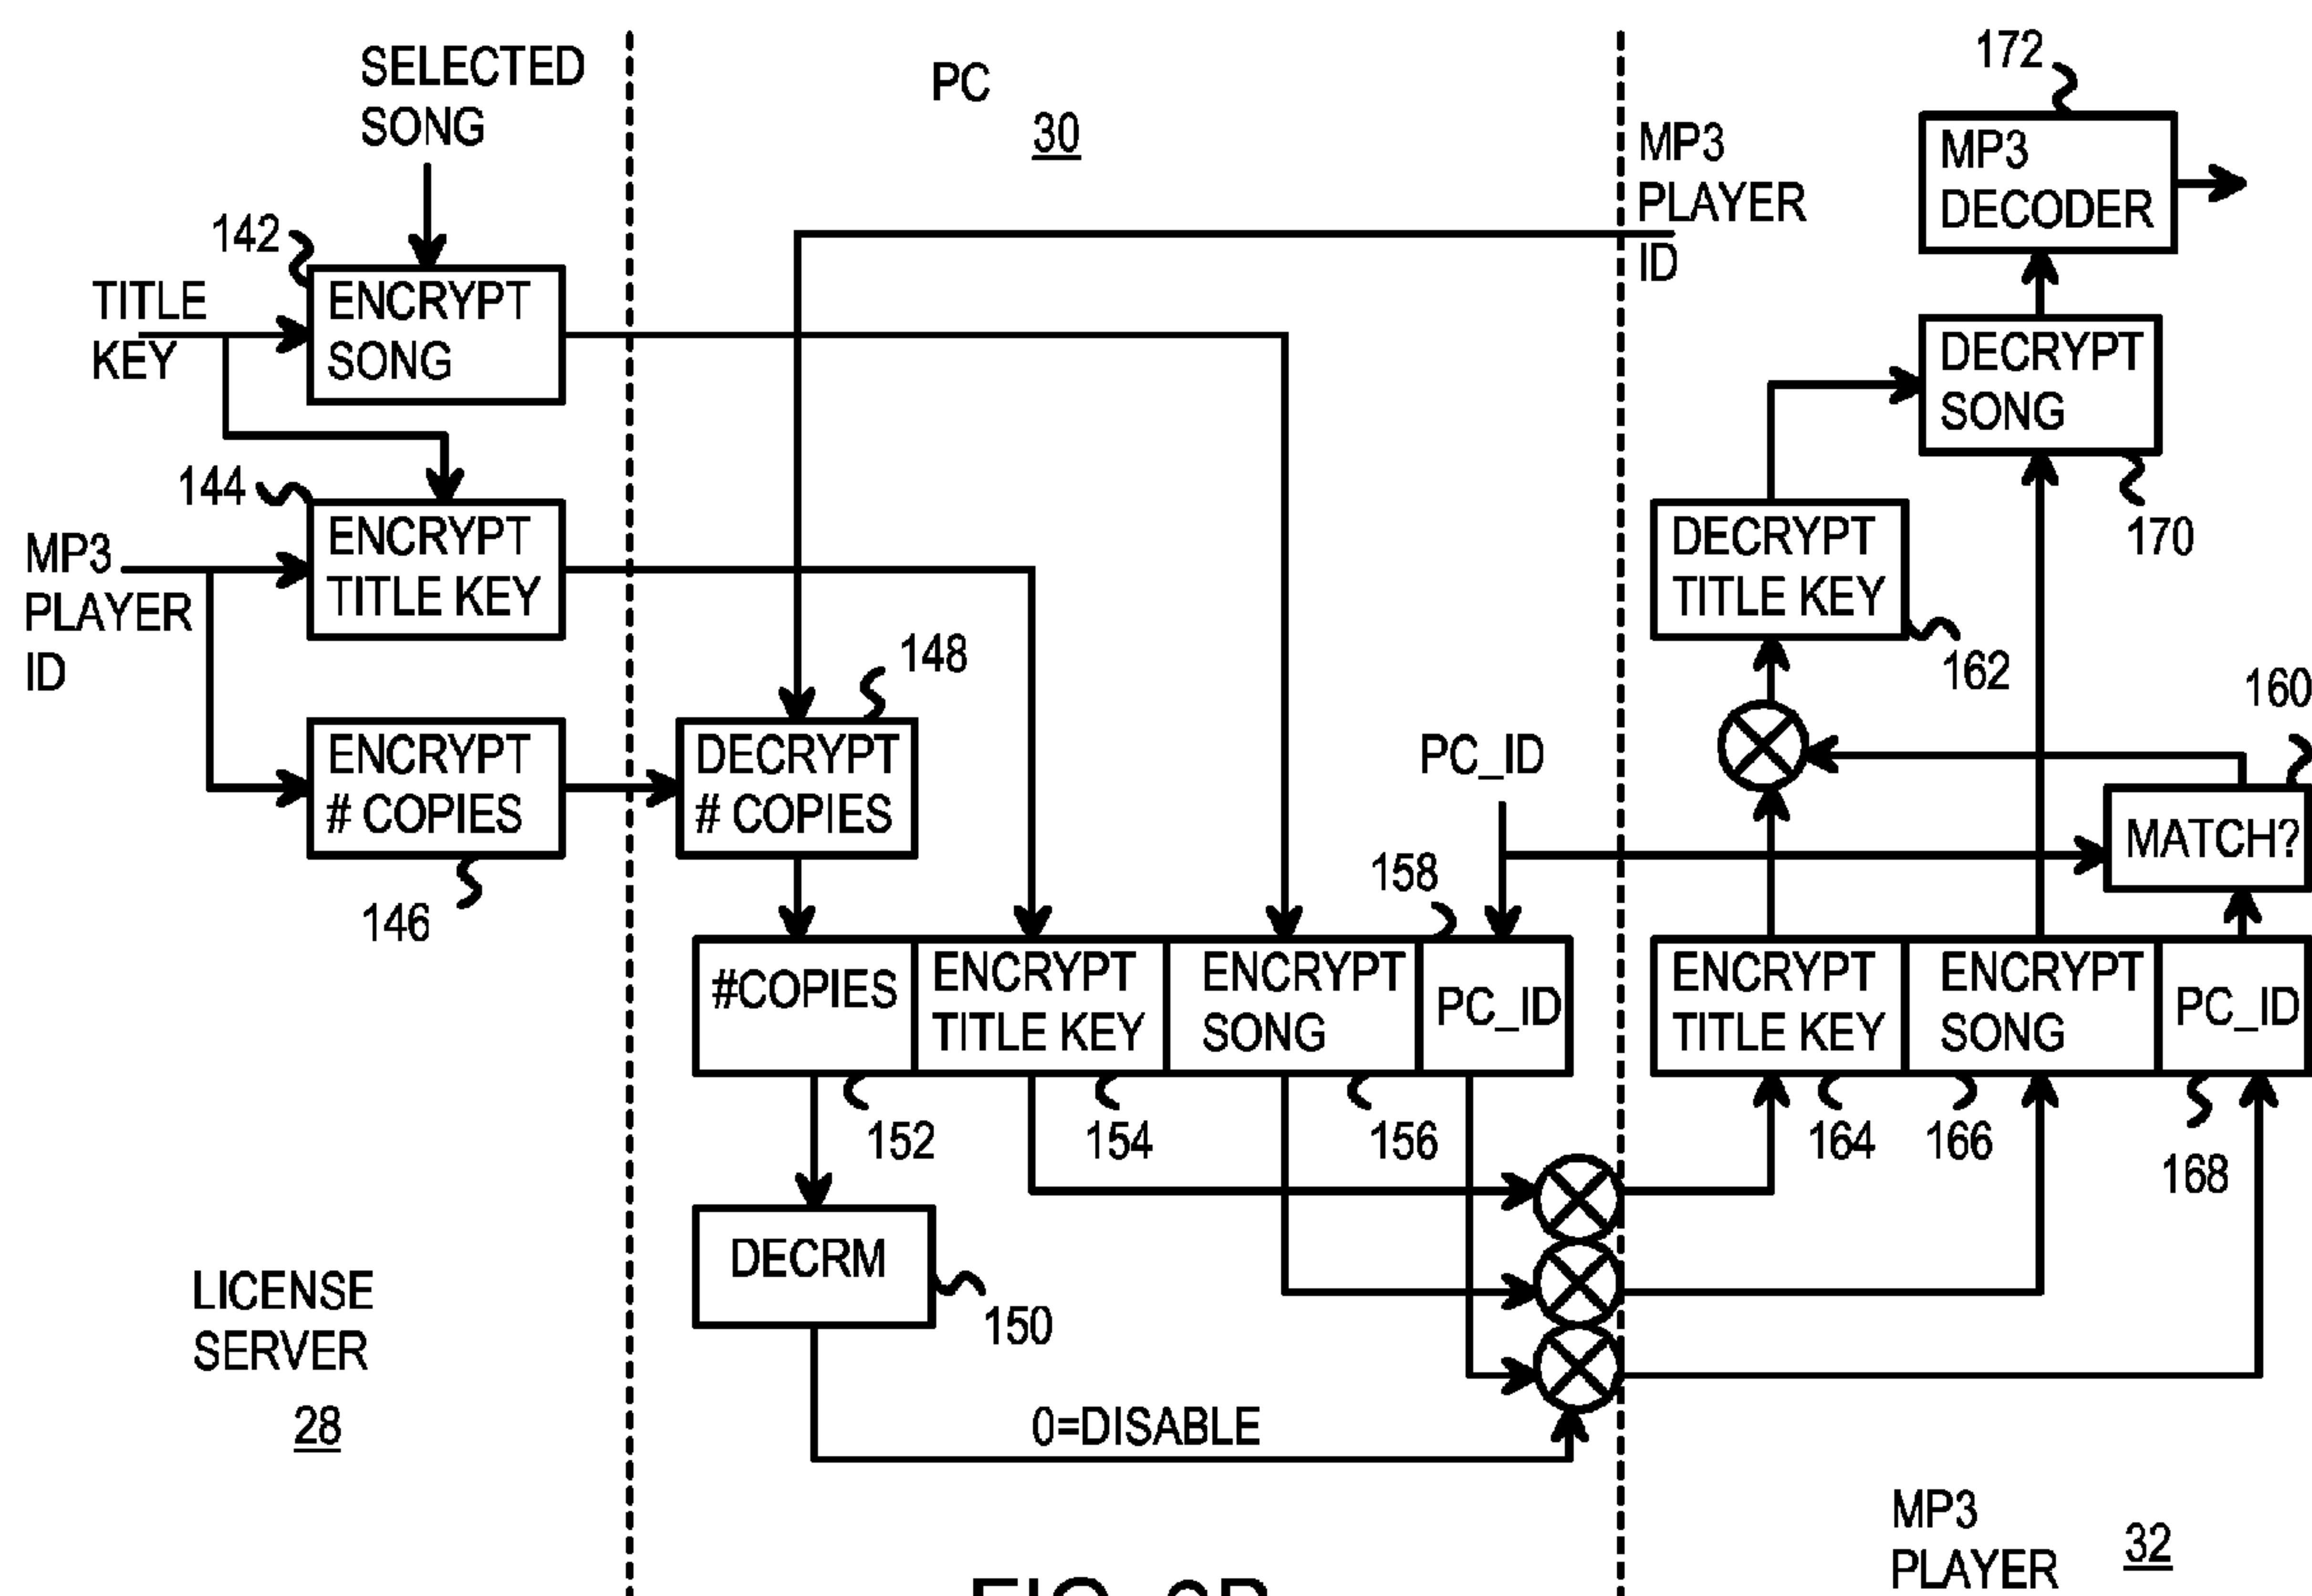 SELECTED
SONG
PC
30
172
MP3
PLAYER
ID
MP3
DECODER
142
TITLE
KEY
ENCRYPT
SONG
DECRYPT
SONG
144
170
MP3
PLAYER
ID
ENCRYPT
TITLE KEY
DECRYPT
TITLE KEY
162
148
160
ENCRYPT
# COPIES
DECRYPT
# COPIES
PC_ID
MATCH?
146
158
#COPIES
ENCRYPT
TITLE KEY
ENCRYPT
SONG
PC_ID
ENCRYPT
TITLE KEY
ENCRYPT
SONG
PC_ID
152
154
156
164
166
168
DECRM
150
LICENSE
SERVER
28
0=DISABLE
MP3
PLAYER
32